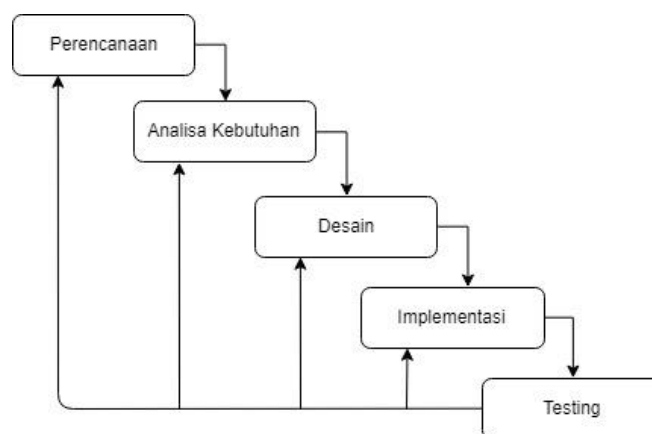 Perencanaan
Analisa Kebutuhan
Desain
Implementasi
Testing